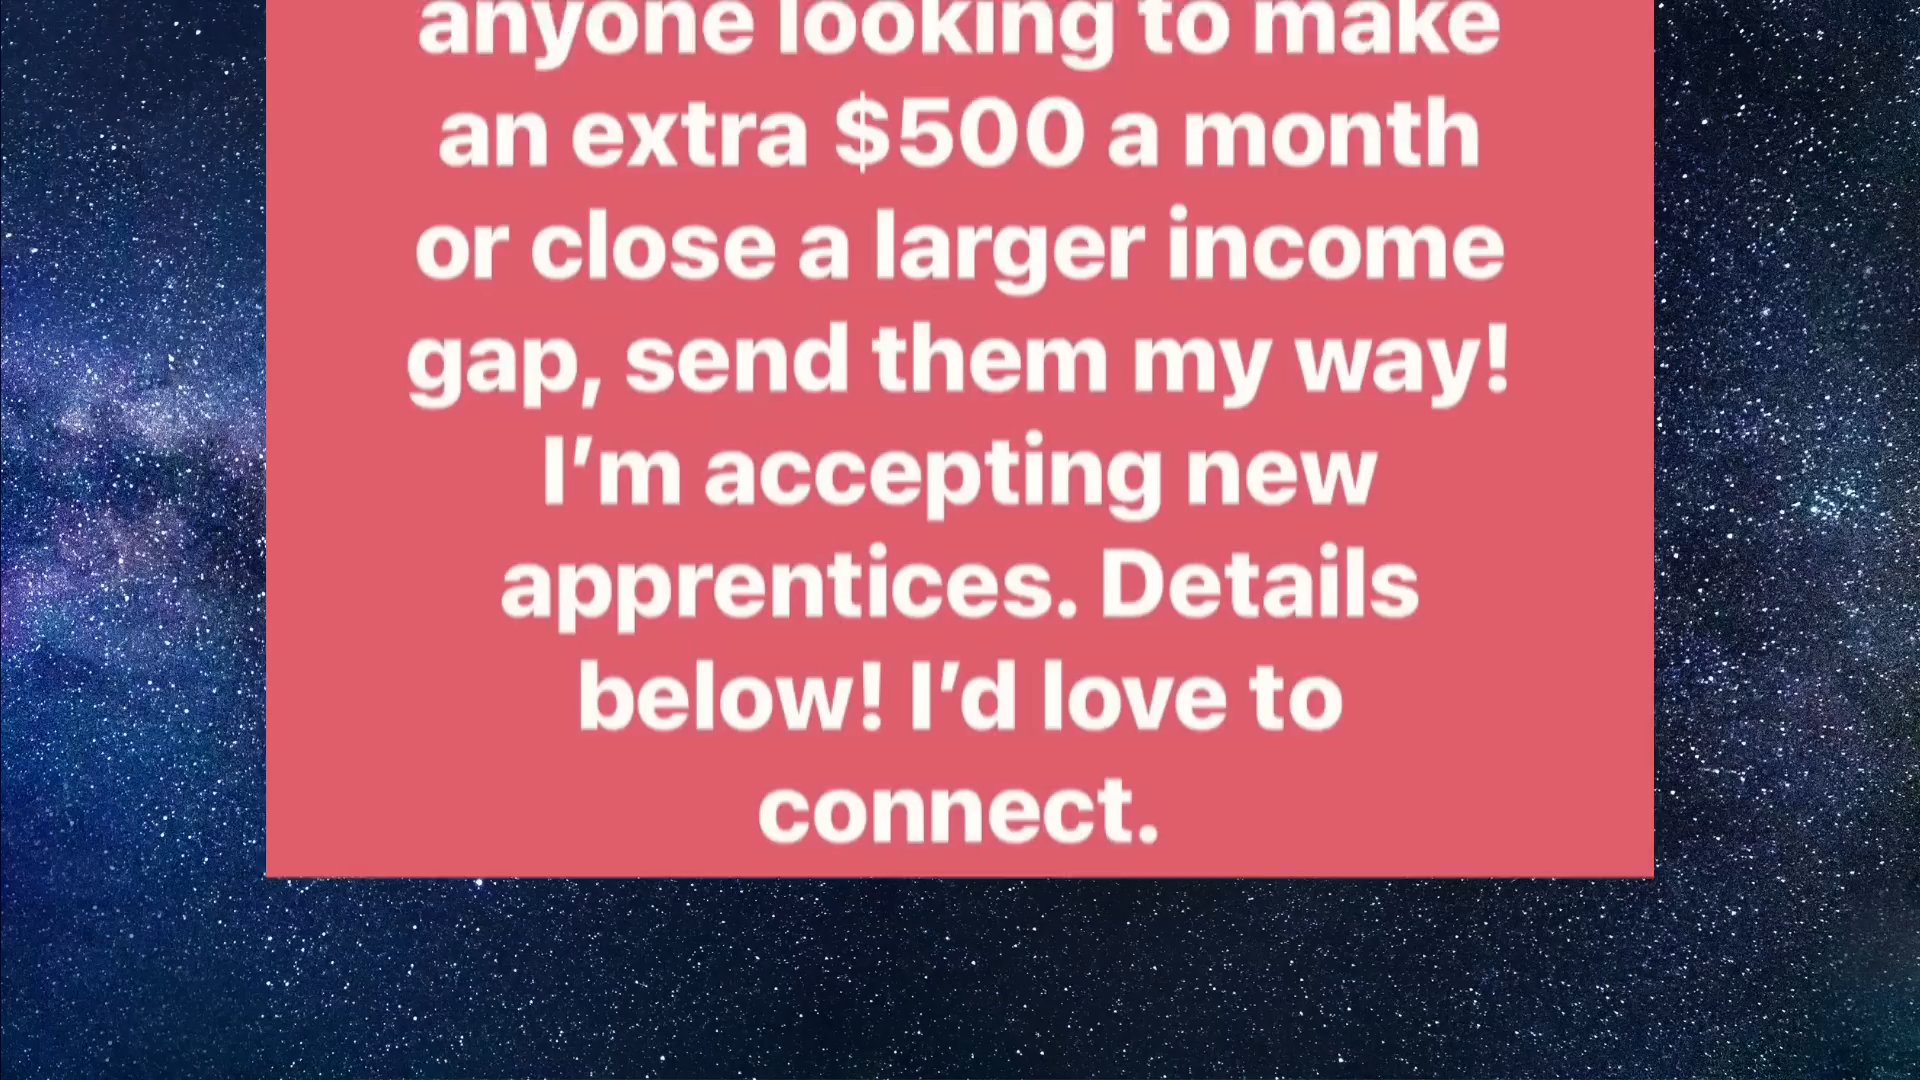 anyone looking to make
an extra $500 a month
or close a larger income
gap, send them my way!
I’m accepting new
apprentices. Details
below! I’d love to
connect.